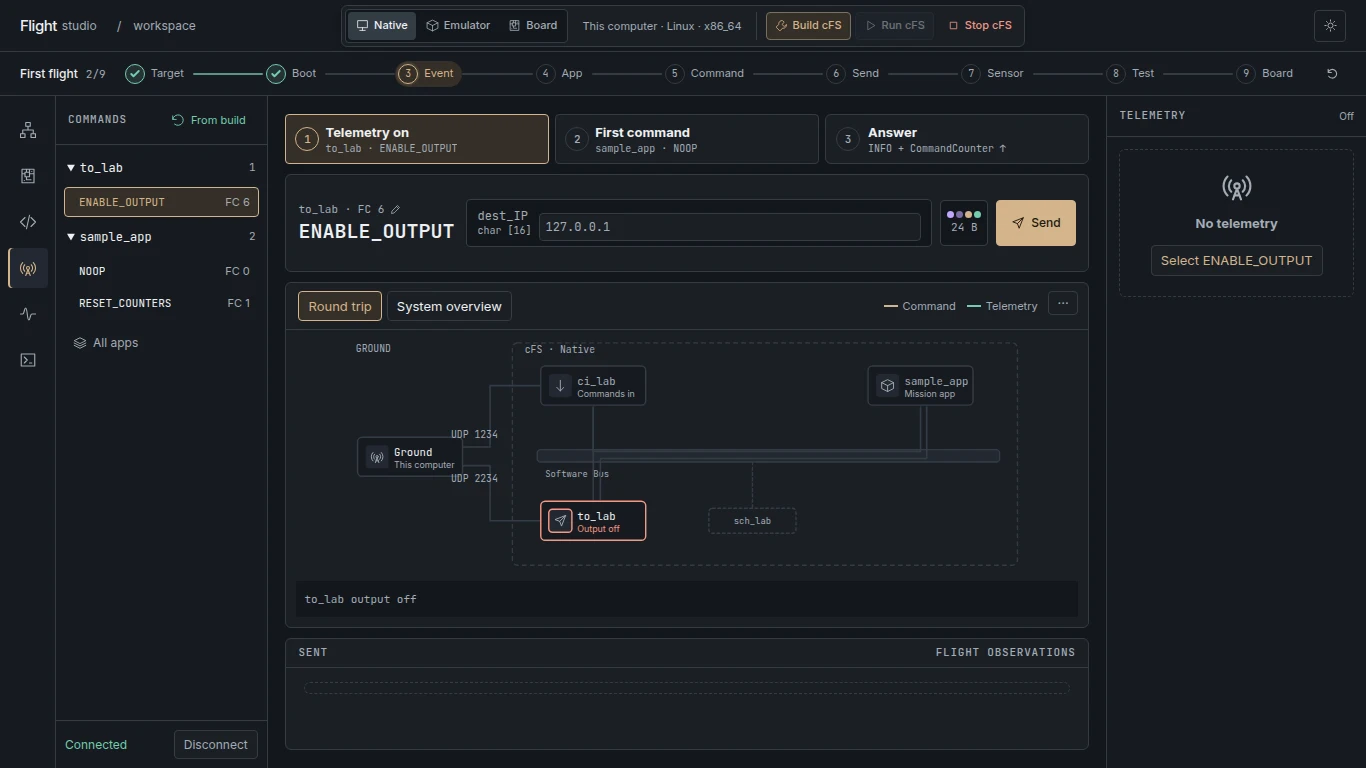 Flight studio / workspace
Native Emulator Board
This computer · Linux · x86_64
Build cFS Run cFS Stop cFS
First flight 2/9
Target Boot 3 Event 4 App 5 Command 6 Send 7 Sensor 8 Test 9 Board
COMMANDS From build
to_lab 1
ENABLE_OUTPUT FC 6
sample_app 2
NOOP FC 0
RESET_COUNTERS FC 1
All apps
Connected Disconnect
1 Telemetry on
to_lab · ENABLE_OUTPUT
2 First command
sample_app · NOOP
3 Answer
INFO + CommandCounter ↑
to_lab · FC 6
ENABLE_OUTPUT
dest_IP
char [16]
127.0.0.1
24 B
Send
Round trip System overview
Command Telemetry ...
GROUND
cFS · Native
ci_lab
Commands in
sample_app
Mission app
UDP 1234
Ground
This computer
UDP 2234
Software Bus
to_lab
Output off
sch_lab
to_lab output off
SENT FLIGHT OBSERVATIONS
TELEMETRY Off
No telemetry
Select ENABLE_OUTPUT